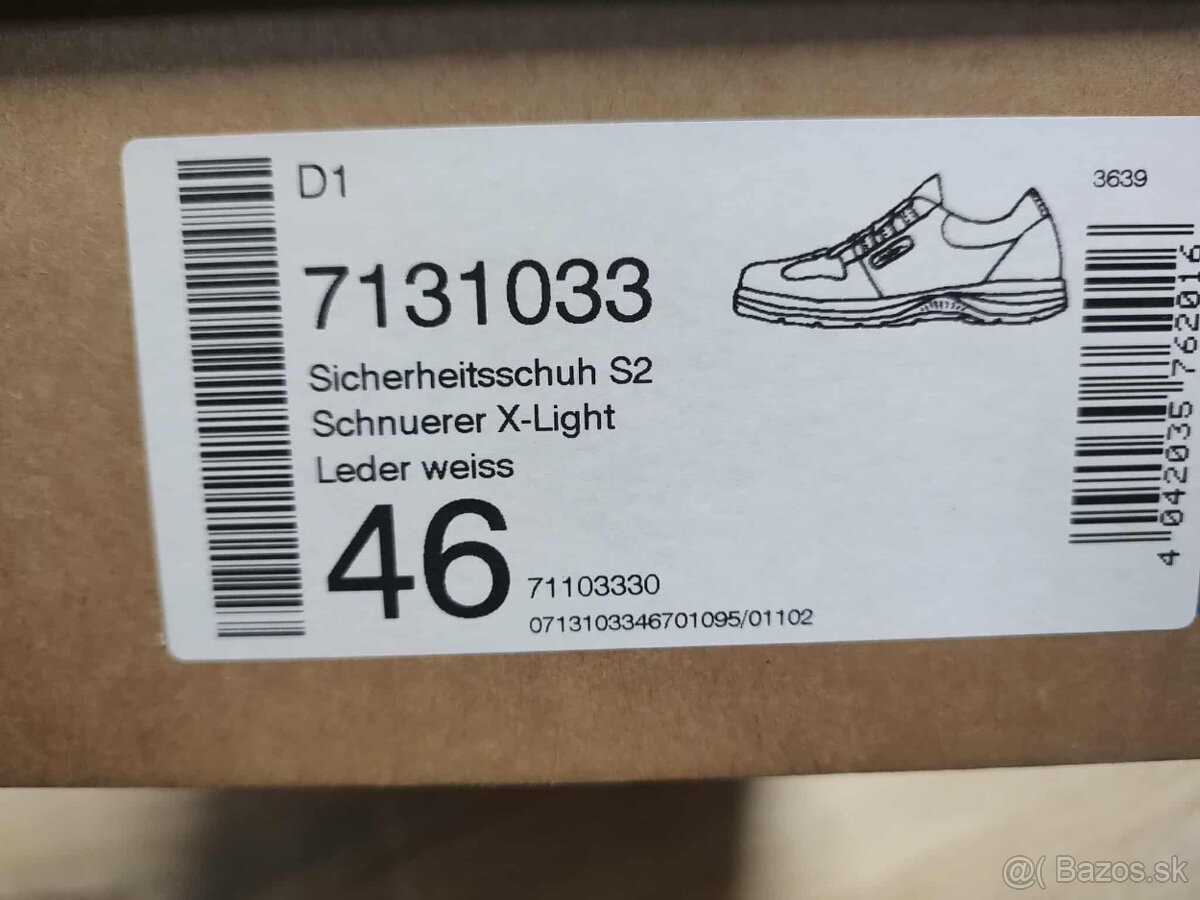 D1
3639
7131033
Sicherheitsschuh S2
Schnuerer X-Light
Leder weiss
46
71103330
0713103346701095/01102
4 042035 762016
@( Bazos.sk